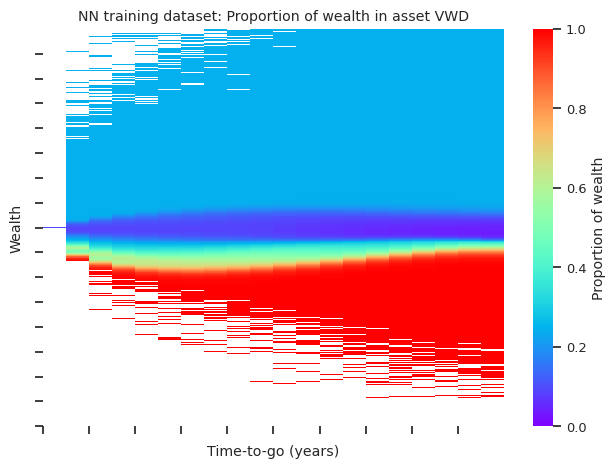 NN training dataset: Proportion of wealth in asset VWD
Wealth
Time-to-go (years)
1.0
0.8
0.6
0.4
0.2
0.0
Proportion of wealth